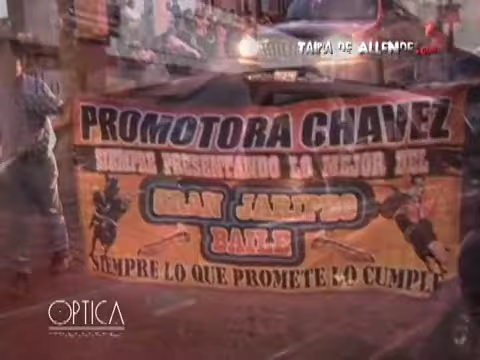 TAIPA DE ALLENDE.com
PROMOTORA CHAVEZ
SIEMPRE PRESENTANDO LO MEJOR DEL
GRAN JARIPEO
BAILE
SIEMPRE LO QUE PROMETE LO CUMPLE
OPTICA